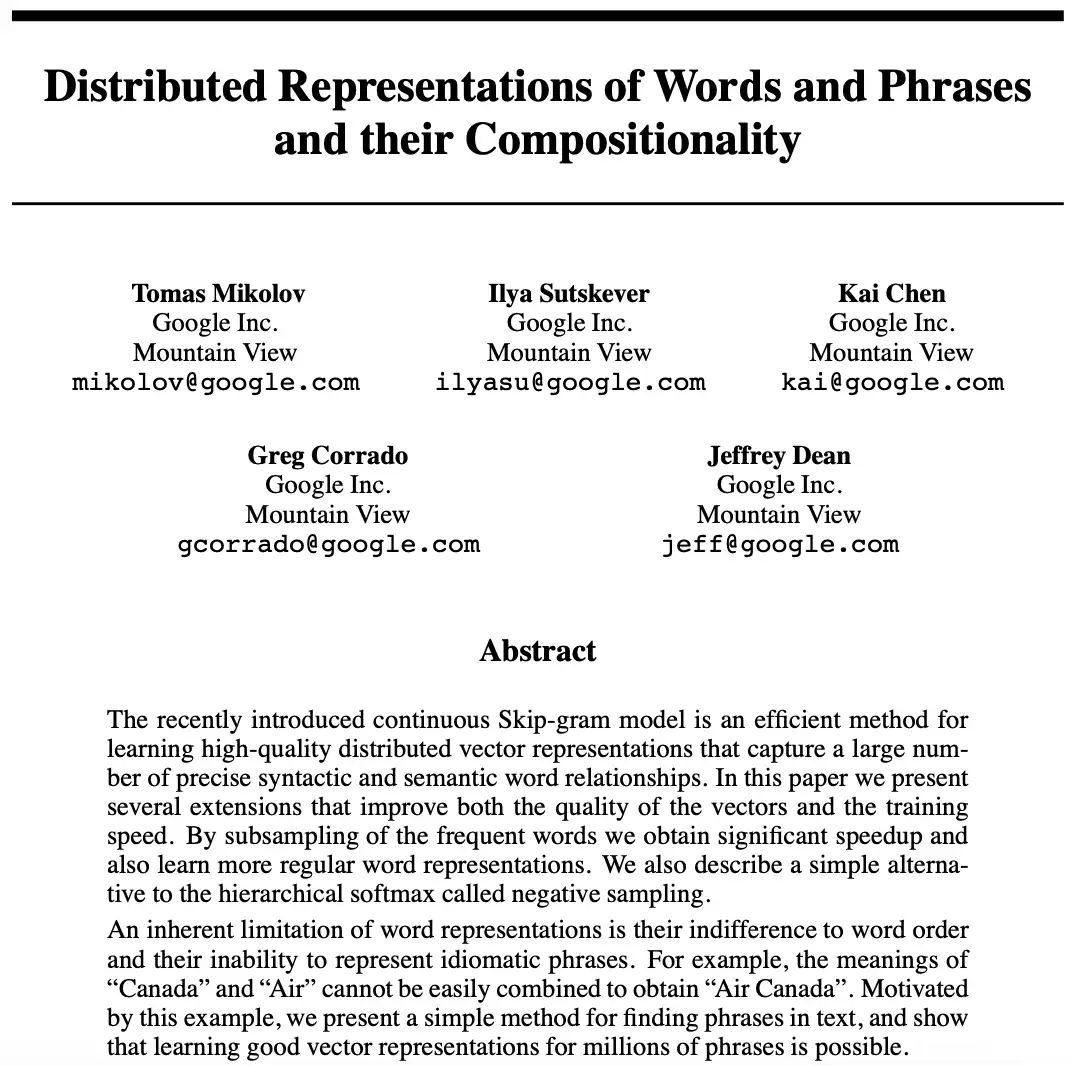 Distributed Representations of Words and Phrases
and their Compositionality
Tomas Mikolov
Google Inc.
Mountain View
mikolov@google.com
Ilya Sutskever
Google Inc.
Mountain View
ilyasu@google.com
Kai Chen
Google Inc.
Mountain View
kai@google.com
Greg Corrado
Google Inc.
Mountain View
gcorrado@google.com
Jeffrey Dean
Google Inc.
Mountain View
jeff@google.com
Abstract
The recently introduced continuous Skip-gram model is an efficient method for
learning high-quality distributed vector representations that capture a large num-
ber of precise syntactic and semantic word relationships. In this paper we present
several extensions that improve both the quality of the vectors and the training
speed. By subsampling of the frequent words we obtain significant speedup and
also learn more regular word representations. We also describe a simple alterna-
tive to the hierarchical softmax called negative sampling.
An inherent limitation of word representations is their indifference to word order
and their inability to represent idiomatic phrases. For example, the meanings of
“Canada” and “Air” cannot be easily combined to obtain “Air Canada”. Motivated
by this example, we present a simple method for finding phrases in text, and show
that learning good vector representations for millions of phrases is possible.